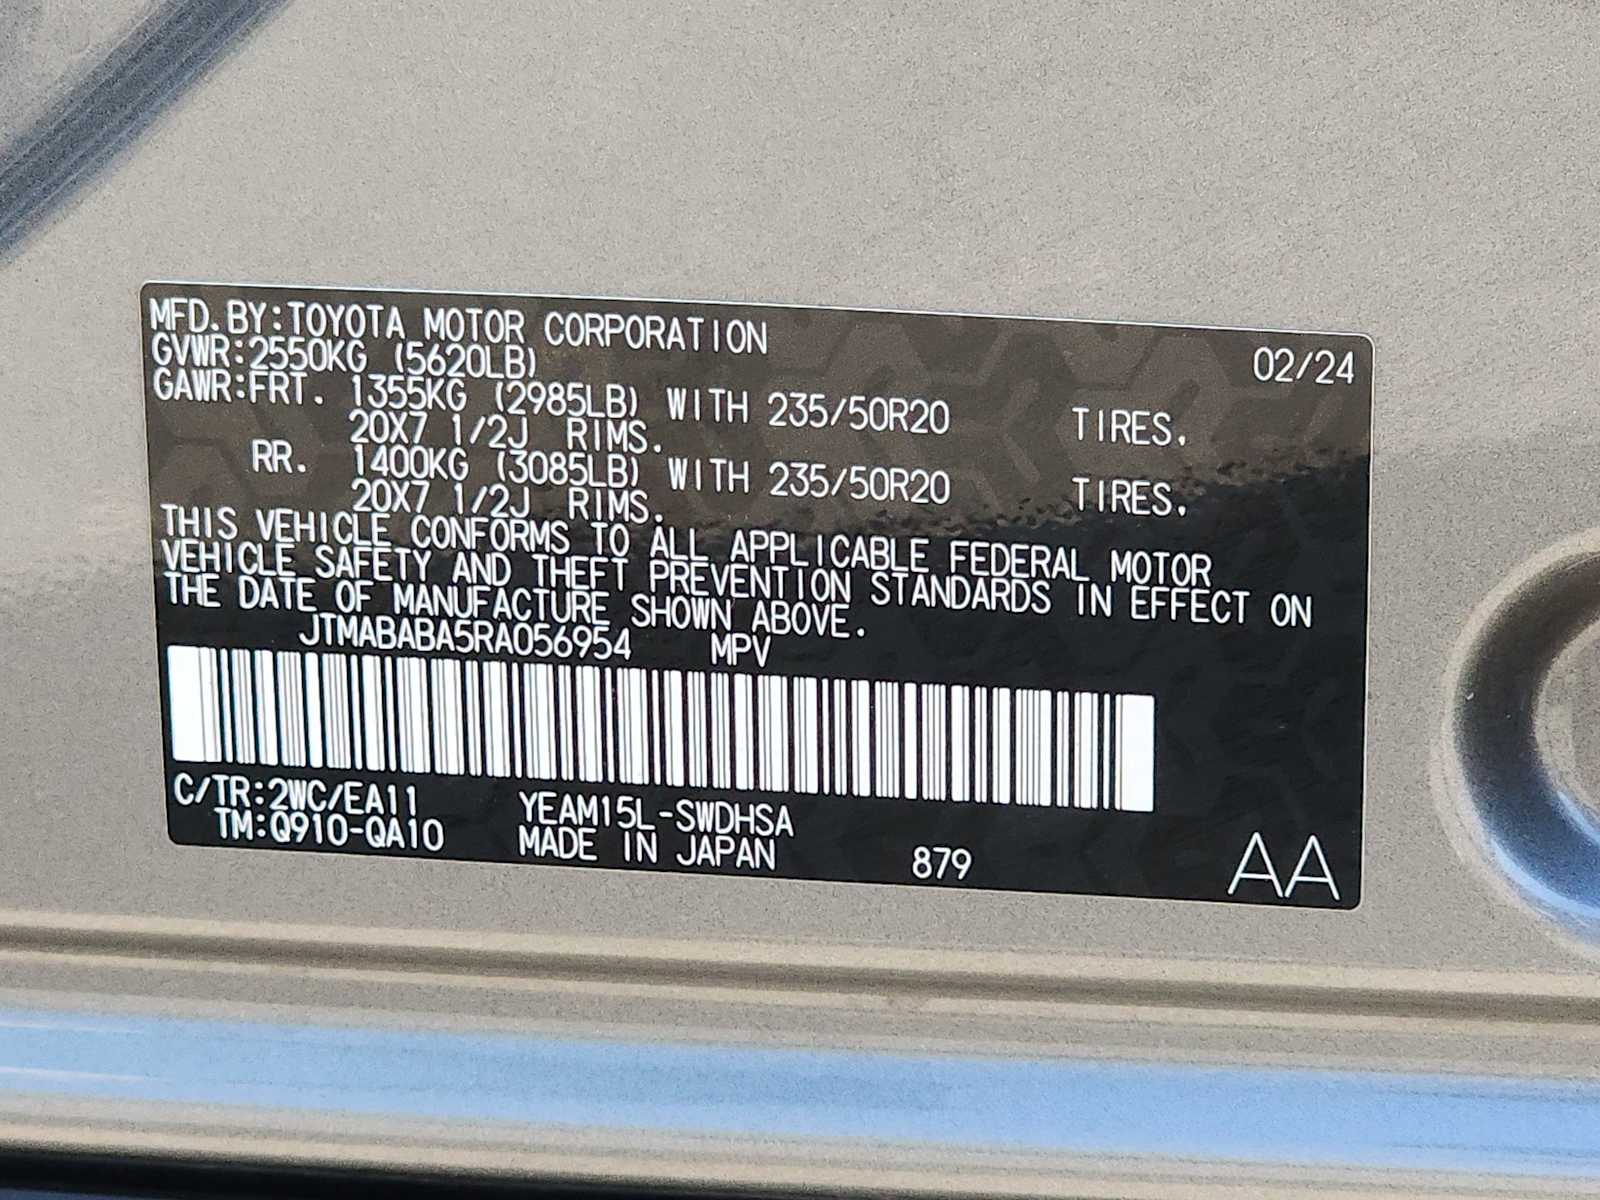 MFD.BY:TOYOTA MOTOR CORPORATION 02/24
GVWR:2550KG (5620LB)
GAWR:FRT. 1355KG (2985LB) WITH 235/50R20 TIRES.
20X7 1/2J RIMS.
RR. 1400KG (3085LB) WITH 235/50R20 TIRES.
20X7 1/2J RIMS.
THIS VEHICLE CONFORMS TO ALL APPLICABLE FEDERAL MOTOR
VEHICLE SAFETY AND THEFT PREVENTION STANDARDS IN EFFECT ON
THE DATE OF MANUFACTURE SHOWN ABOVE.
JTMABABA5RA056954 MPV
C/TR:2WC/EA11 YEAM15L-SWDHSA
TM:Q910-QA10 MADE IN JAPAN 879 AA